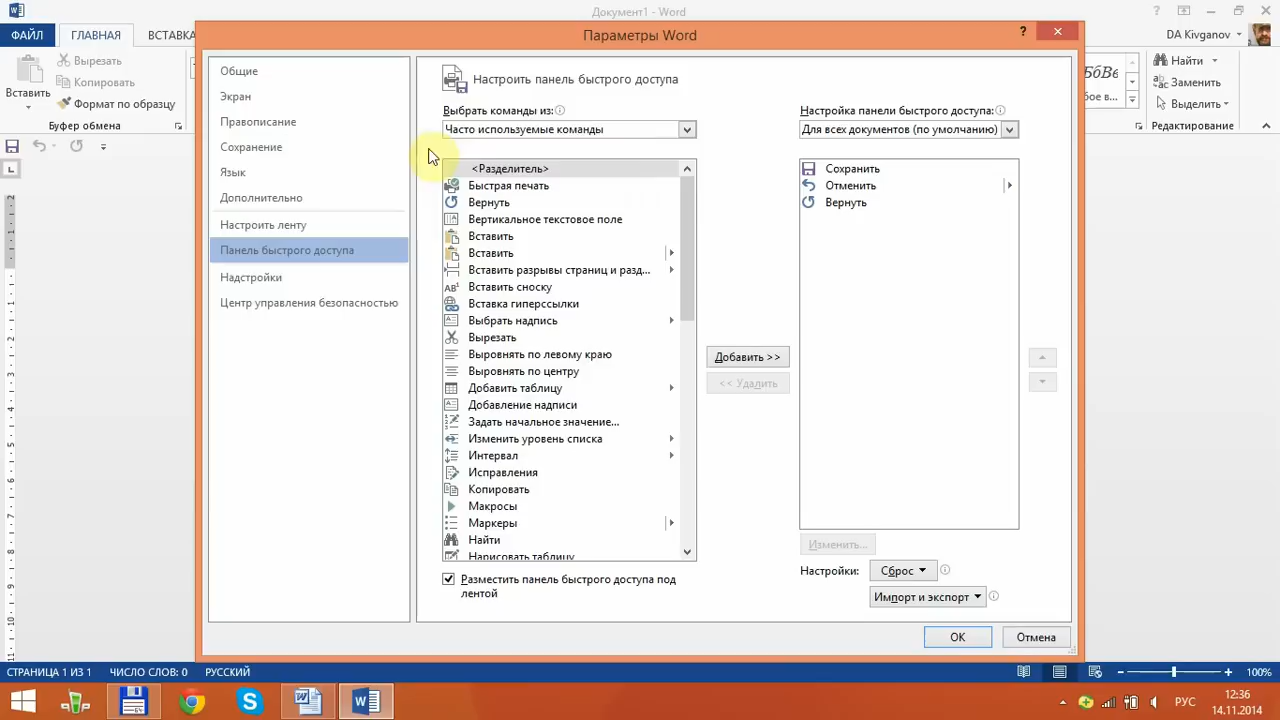 Документ1 - Word
ФАЙЛ
ГЛАВНАЯ
ВСТАВКА
DA Kivganov
Вставить
Вырезать
Копировать
Формат по образцу
Буфер обмена
Найти
Заменить
Выделить
Редактирование
Параметры Word
Общие
Экран
Правописание
Сохранение
Язык
Дополнительно
Настроить ленту
Панель быстрого доступа
Надстройки
Центр управления безопасностью
Настроить панель быстрого доступа
Выбрать команды из:
Часто используемые команды
<Разделитель>
Быстрая печать
Вернуть
Вертикальное текстовое поле
Вставить
Вставить
Вставить разрывы страниц и разд...
Вставить сноску
Вставка гиперссылки
Выбрать надпись
Вырезать
Выровнять по левому краю
Выровнять по центру
Добавить таблицу
Добавление надписи
Задать начальное значение...
Изменить уровень списка
Интервал
Исправления
Копировать
Макросы
Маркеры
Найти
Нарисовать таблицу
Разместить панель быстрого доступа под
лентой
Добавить >>
<< Удалить
Настройка панели быстрого доступа:
Для всех документов (по умолчанию)
Сохранить
Отменить
Вернуть
Изменить...
Настройки:
Сброс
Импорт и экспорт
ОК
Отмена
СТРАНИЦА 1 ИЗ 1
ЧИСЛО СЛОВ: 0
РУССКИЙ
100%
РУС
12:36
14.11.2014